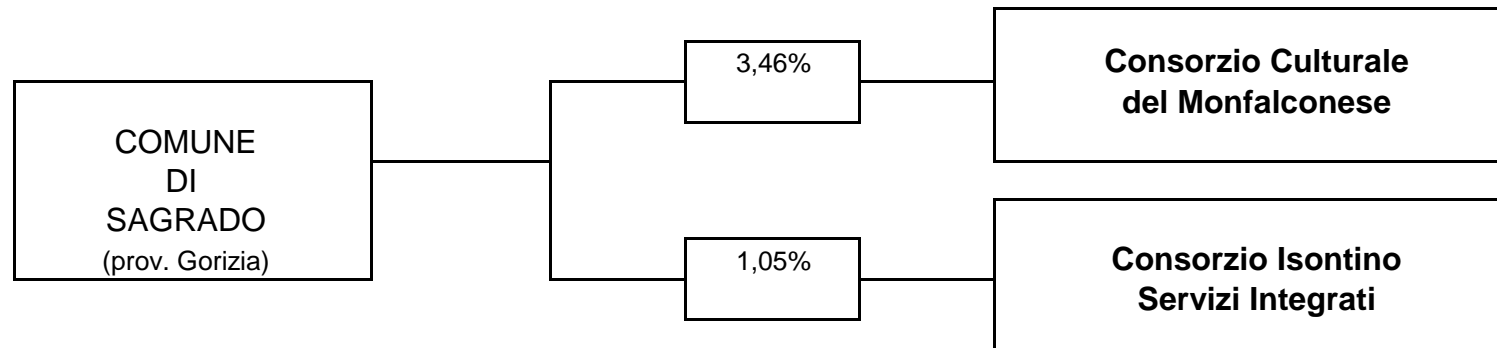 COMUNE
DI
SAGRADO
(prov. Gorizia)
3,46%
Consorzio Culturale
del Monfalconese
1,05%
Consorzio Isontino
Servizi Integrati